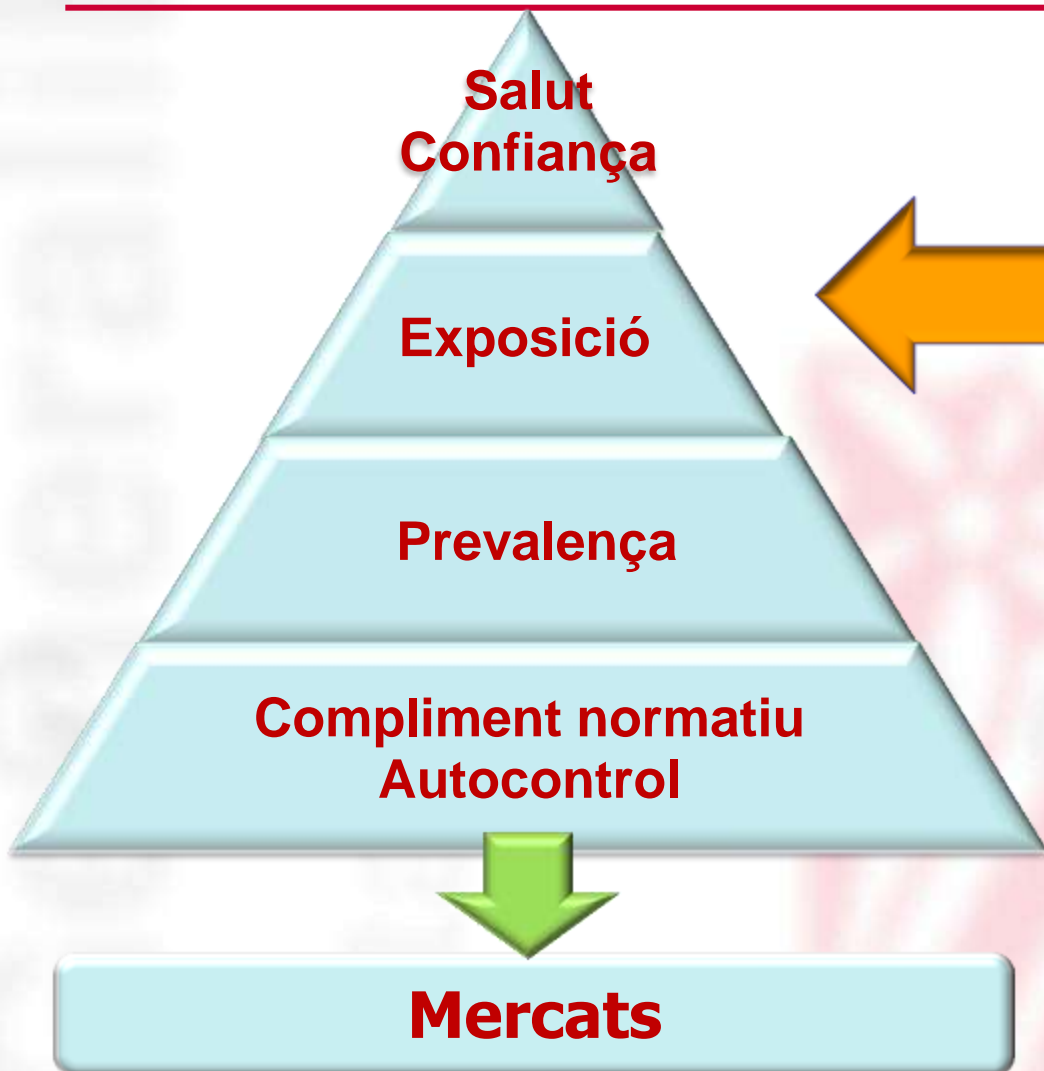 Salut
Confiança
Exposició
Prevalença
Compliment normatiu
Autocontrol
Mercats